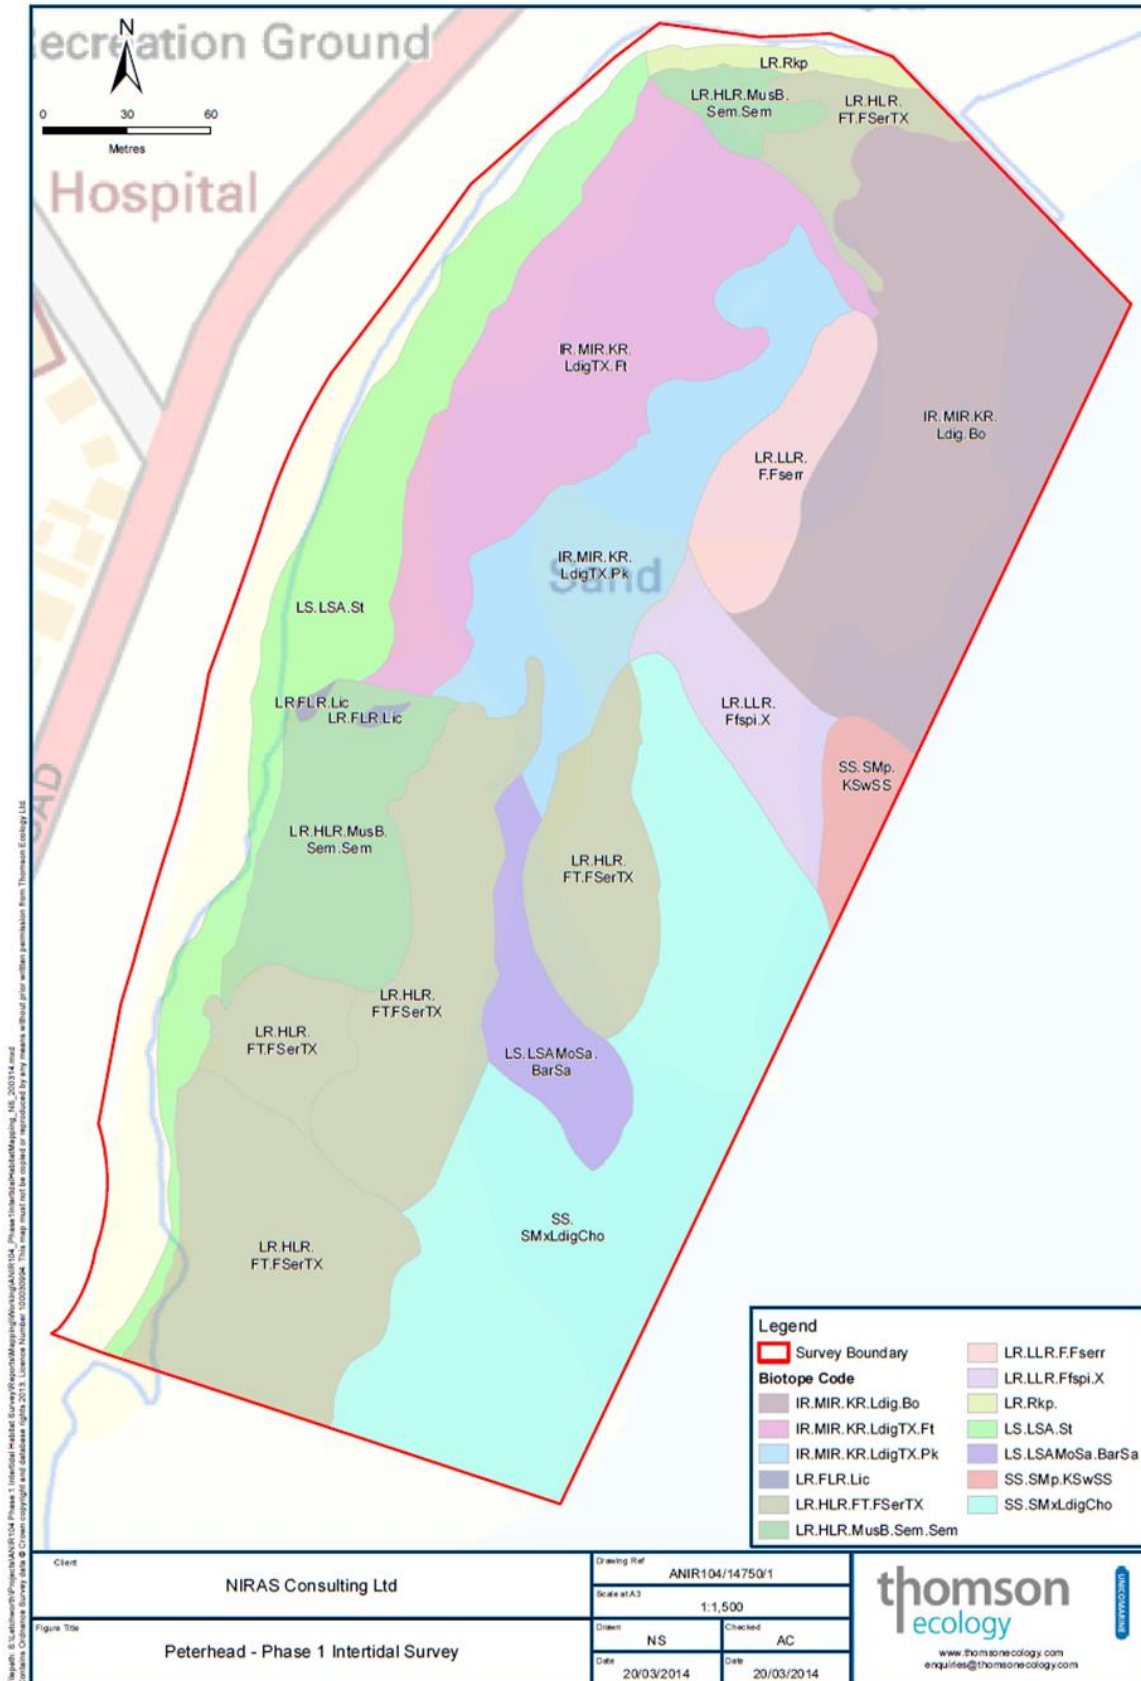 Recreation Ground
N
0 30 60
Metres
Hospital
LR.Rkp
LR.HLR.MusB.
Sem.Sem
LR.HLR.
FT.FSerTX
IR.MIR.KR.
LdigTX.Ft
IR.MIR.KR.
Ldig.Bo
LR.LLR.
F.Fserr
IR.MIR.KR.
LdigTX.Pk
Sand
LS.LSA.St
LR.FLR.Lic
LR.FLR.Lic
LR.LLR.
Ffspi.X
SS.SMp.
KSwSS
LR.HLR.MusB.
Sem.Sem
LR.HLR.
FT.FSerTX
LR.HLR.
FT.FSerTX
LR.HLR.
FT.FSerTX
LS.LSAMoSa.
BarSa
SS.
SMxLdigCho
LR.HLR.
FT.FSerTX
Legend
Survey Boundary
Biotope Code
IR.MIR.KR.Ldig.Bo
IR.MIR.KR.LdigTX.Ft
IR.MIR.KR.LdigTX.Pk
LR.FLR.Lic
LR.HLR.FT.FSerTX
LR.HLR.MusB.Sem.Sem
LR.LLR.F.Fserr
LR.LLR.Ffspi.X
LR.Rkp.
LS.LSA.St
LS.LSAMoSa.BarSa
SS.SMp.KSwSS
SS.SMxLdigCho
Client
NIRAS Consulting Ltd
Figure Title
Peterhead - Phase 1 Intertidal Survey
Drawing Ref
ANIR104/14750/1
Scale at A3
1:1,500
Drawn
NS
Checked
AC
Date
20/03/2014
Date
20/03/2014
thomson
ecology
UNICOMARINE
www.thomsonecology.com
enquiries@thomsonecology.com